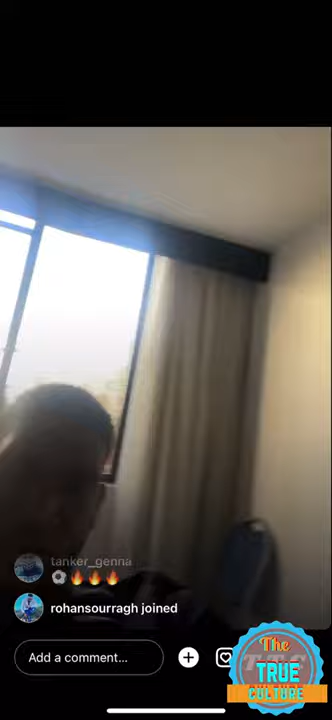 tanker_genna
⚽🔥🔥🔥
rohansourragh joined
Add a comment...
The
TRUE
CULTURE